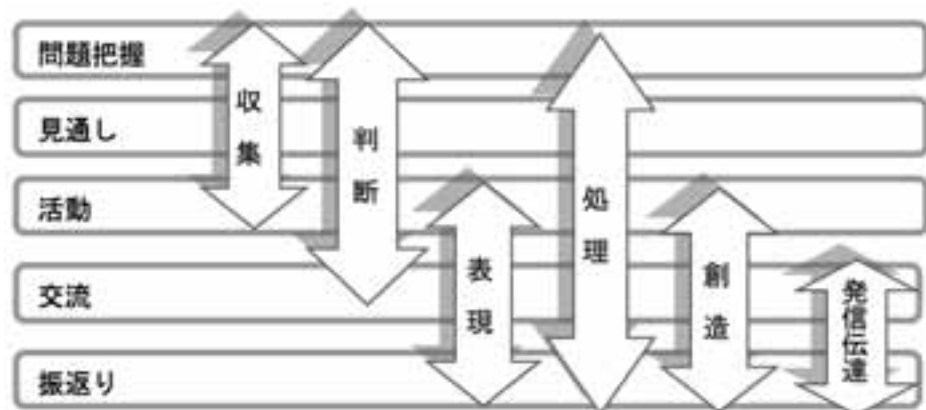 問題把握
見通し
活動
交流
振返り
収集
判断
表現
処理
創造
発信伝達